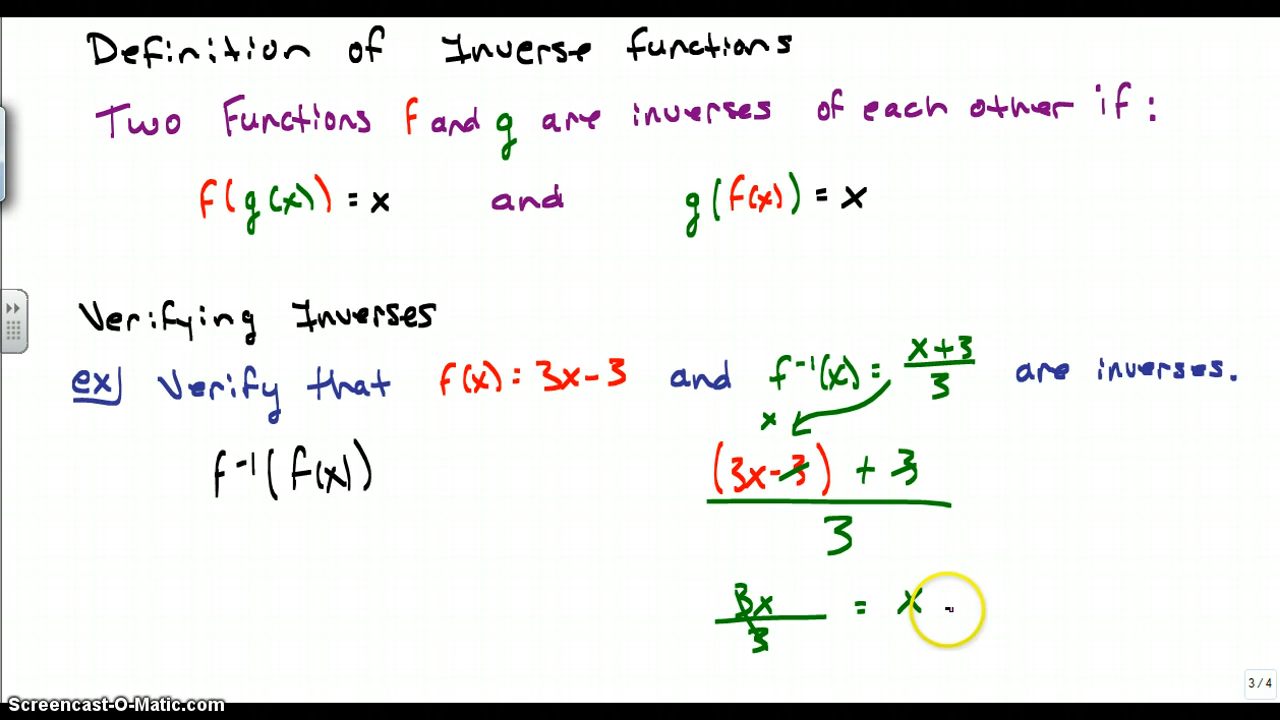 Definition of Inverse functions
Two Functions f and g are inverses of each other if:
f(g(x)) = x and g(f(x)) = x
Verifying Inverses
ex) Verify that f(x) = 3x - 3 and f⁻¹(x) = (x + 3)/3 are inverses.
x
f⁻¹(f(x))
(3x - 3) + 3
3
3x/3 = x
3 / 4
Screencast-O-Matic.com